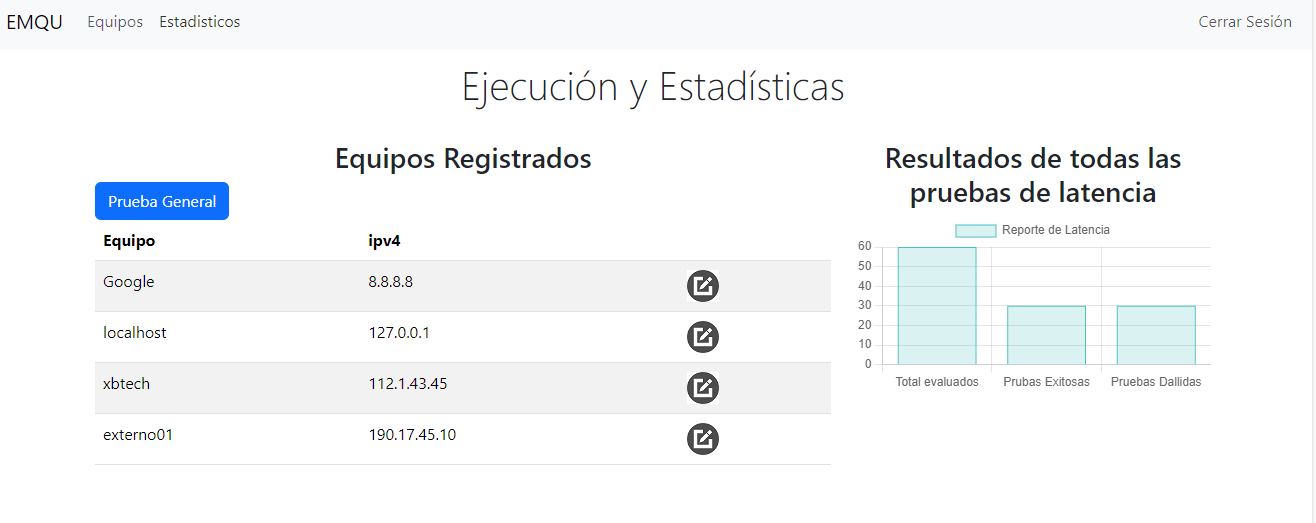 EMQU Equipos Estadisticos Cerrar Sesión
Ejecución y Estadísticas
Equipos Registrados
Prueba General
Equipo ipv4
Google 8.8.8.8
localhost 127.0.0.1
xbtech 112.1.43.45
externo01 190.17.45.10
Resultados de todas las
pruebas de latencia
Reporte de Latencia
60
50
40
30
20
10
0
Total evaluados Prubas Exitosas Pruebas Dallidas